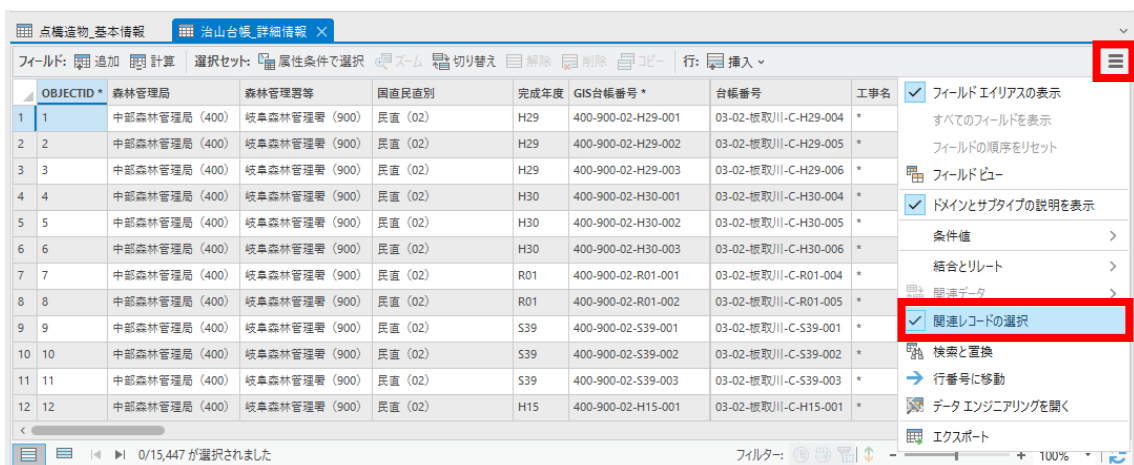 点構造物_基本情報 治山台帳_詳細情報 ×
フィールド: 追加 計算 選択セット: 属性条件で選択 ズーム 切り替え 解除 削除 コピー 行: 挿入
OBJECTID * 森林管理局 森林管理署等 国直民直別 完成年度 GIS台帳番号 * 台帳番号 工事名
1 1 中部森林管理局 (400) 岐阜森林管理署 (900) 民直 (02) H29 400-900-02-H29-001 03-02-板取川-C-H29-004 *
2 2 中部森林管理局 (400) 岐阜森林管理署 (900) 民直 (02) H29 400-900-02-H29-002 03-02-板取川-C-H29-005 *
3 3 中部森林管理局 (400) 岐阜森林管理署 (900) 民直 (02) H29 400-900-02-H29-003 03-02-板取川-C-H29-006 *
4 4 中部森林管理局 (400) 岐阜森林管理署 (900) 民直 (02) H30 400-900-02-H30-001 03-02-板取川-C-H30-004 *
5 5 中部森林管理局 (400) 岐阜森林管理署 (900) 民直 (02) H30 400-900-02-H30-002 03-02-板取川-C-H30-005 *
6 6 中部森林管理局 (400) 岐阜森林管理署 (900) 民直 (02) H30 400-900-02-H30-003 03-02-板取川-C-H30-006 *
7 7 中部森林管理局 (400) 岐阜森林管理署 (900) 民直 (02) R01 400-900-02-R01-001 03-02-板取川-C-R01-004 *
8 8 中部森林管理局 (400) 岐阜森林管理署 (900) 民直 (02) R01 400-900-02-R01-002 03-02-板取川-C-R01-005 *
9 9 中部森林管理局 (400) 岐阜森林管理署 (900) 民直 (02) S39 400-900-02-S39-001 03-02-板取川-C-S39-001 *
10 10 中部森林管理局 (400) 岐阜森林管理署 (900) 民直 (02) S39 400-900-02-S39-002 03-02-板取川-C-S39-002 *
11 11 中部森林管理局 (400) 岐阜森林管理署 (900) 民直 (02) S39 400-900-02-S39-003 03-02-板取川-C-S39-003 *
12 12 中部森林管理局 (400) 岐阜森林管理署 (900) 民直 (02) H15 400-900-02-H15-001 03-02-板取川-C-H15-001 *
フィールド エイリアスの表示
すべてのフィールドを表示
フィールドの順序をリセット
フィールド ビュー
ドメインとサブタイプの説明を表示
条件値
結合とリレート
関連データ
関連レコードの選択
検索と置換
行番号に移動
データ エンジニアリングを開く
エクスポート
0/15,447 が選択されました フィルター: - + 100%